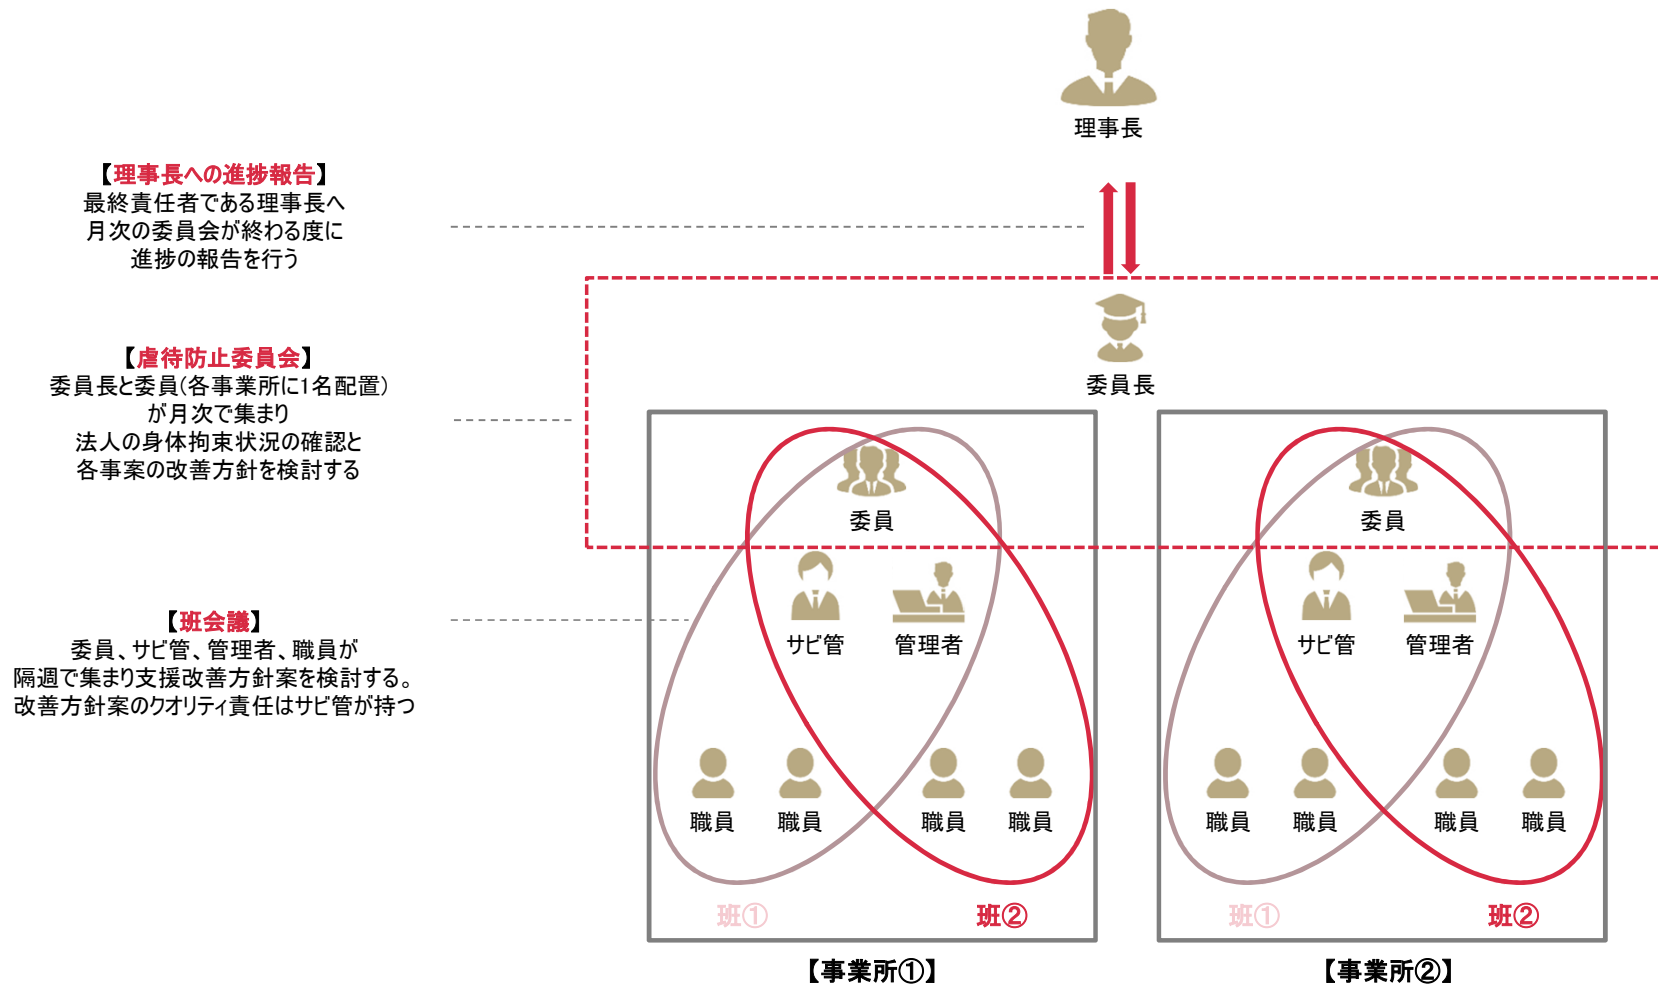 理事長
【理事長への進捗報告】
最終責任者である理事長へ
月次の委員会が終わる度に
進捗の報告を行う
委員長
【虐待防止委員会】
委員長と委員(各事業所に1名配置)
が月次で集まり
法人の身体拘束状況の確認と
各事案の改善方針を検討する
委員
サビ管
管理者
委員
サビ管
管理者
【班会議】
委員、サビ管、管理者、職員が
隔週で集まり支援改善方針案を検討する。
改善方針案のクオリティ責任はサビ管が持つ
職員
職員
職員
職員
職員
職員
職員
職員
班①
班②
班①
班②
【事業所①】
【事業所②】